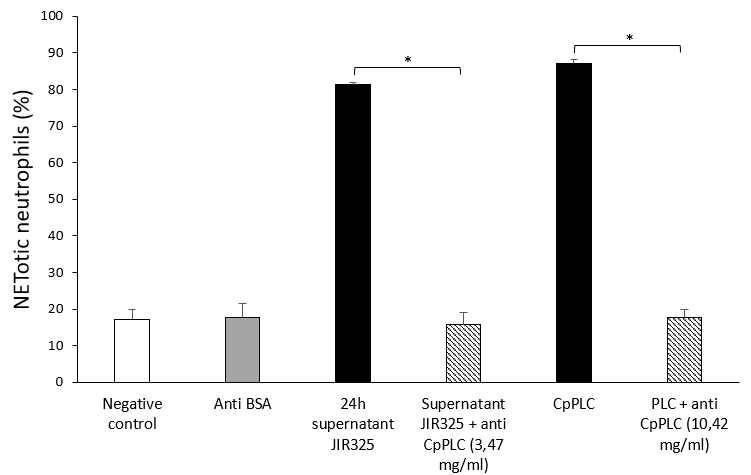 100
90
80
70
60
50
40
30
20
10
0
NETotic neutrophils (%)
*
*
Negative
control
Anti BSA
24h
supernatant
JIR325
Supernatant
JIR325 + anti
CpPLC (3,47
mg/ml)
CpPLC
PLC + anti
CpPLC (10,42
mg/ml)